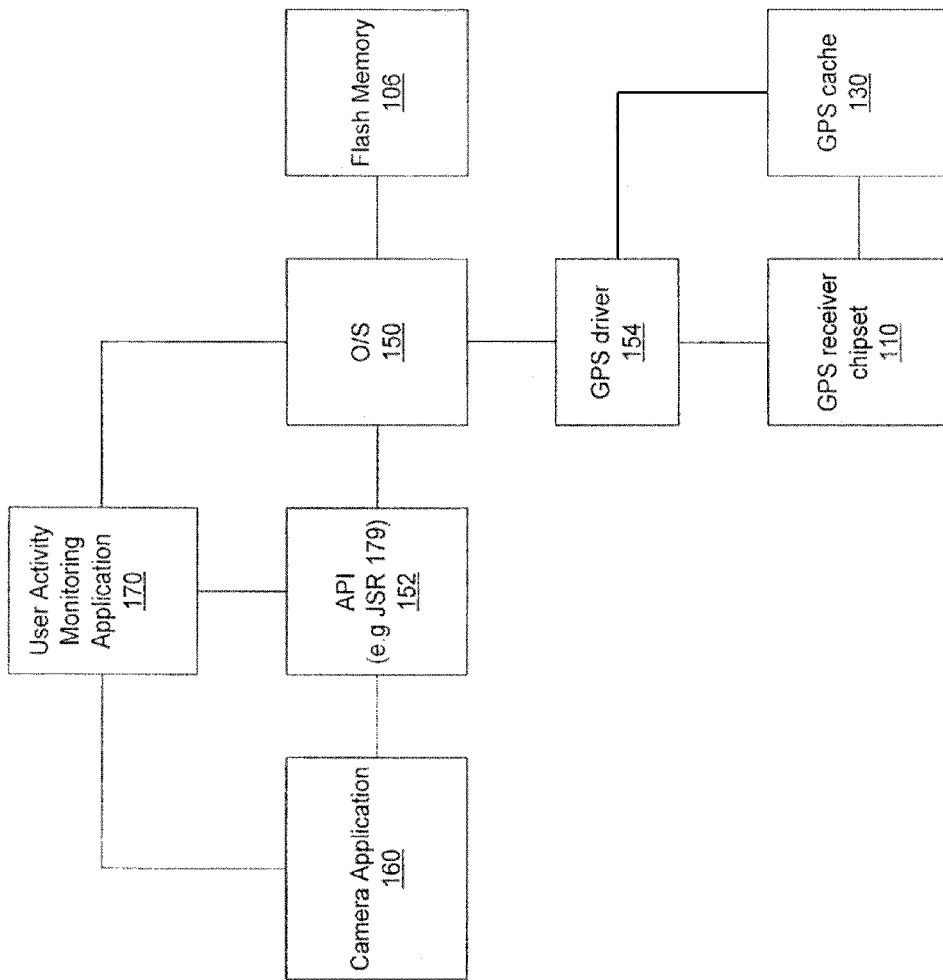 User Activity
Monitoring
Application
170
Camera Application
160
API
(e.g JSR 179)
152
O/S
150
Flash Memory
106
GPS driver
154
GPS receiver
chipset
110
GPS cache
130